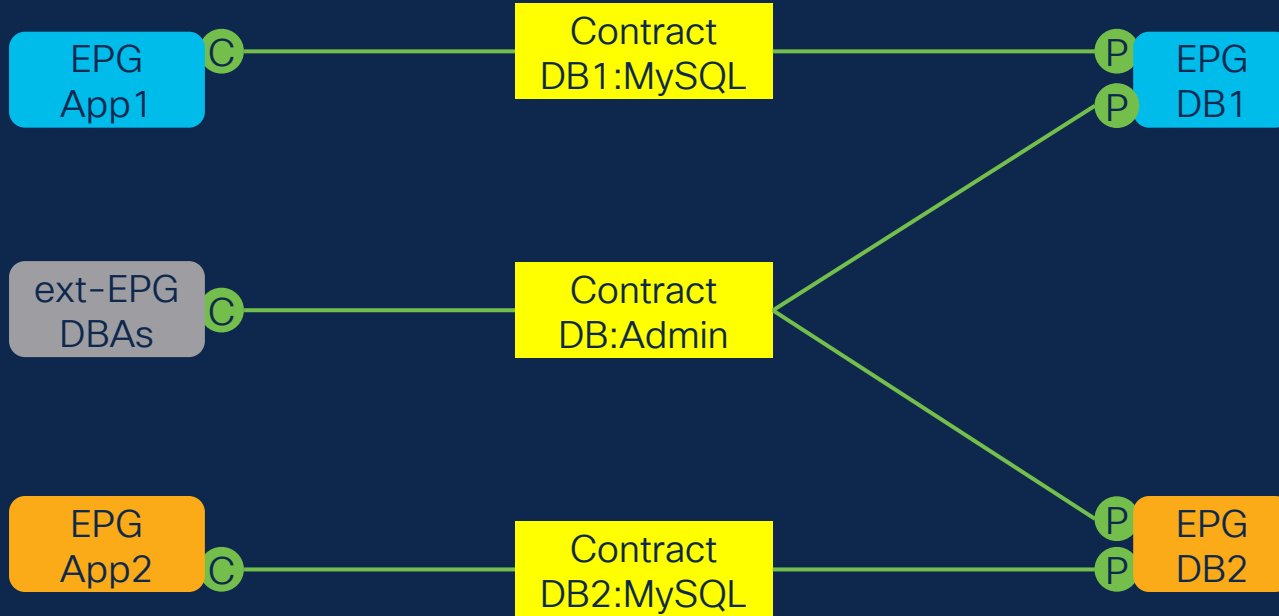 EPG
App1
C
Contract
DB1:MySQL
P
P
EPG
DB1
ext-EPG
DBAs
C
Contract
DB:Admin
EPG
App2
C
Contract
DB2:MySQL
P
P
EPG
DB2